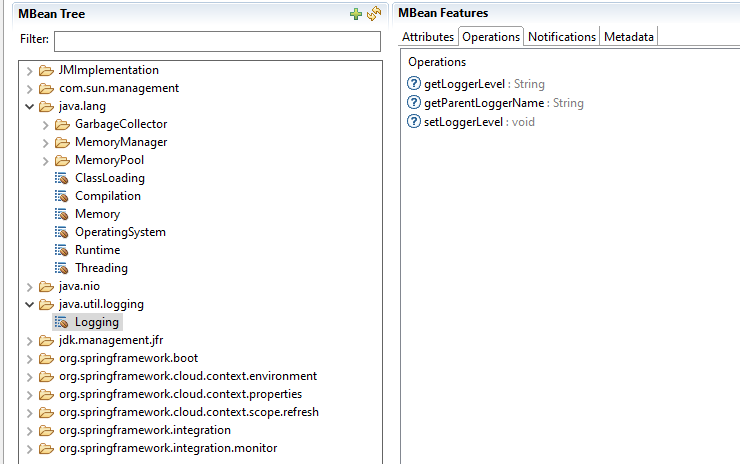 MBean Tree
Filter:
JMImplementation
com.sun.management
java.lang
GarbageCollector
MemoryManager
MemoryPool
ClassLoading
Compilation
Memory
OperatingSystem
Runtime
Threading
java.nio
java.util.logging
Logging
jdk.management.jfr
org.springframework.boot
org.springframework.cloud.context.environment
org.springframework.cloud.context.properties
org.springframework.cloud.context.scope.refresh
org.springframework.integration
org.springframework.integration.monitor
MBean Features
Attributes Operations Notifications Metadata
Operations
getLoggerLevel : String
getParentLoggerName : String
setLoggerLevel : void